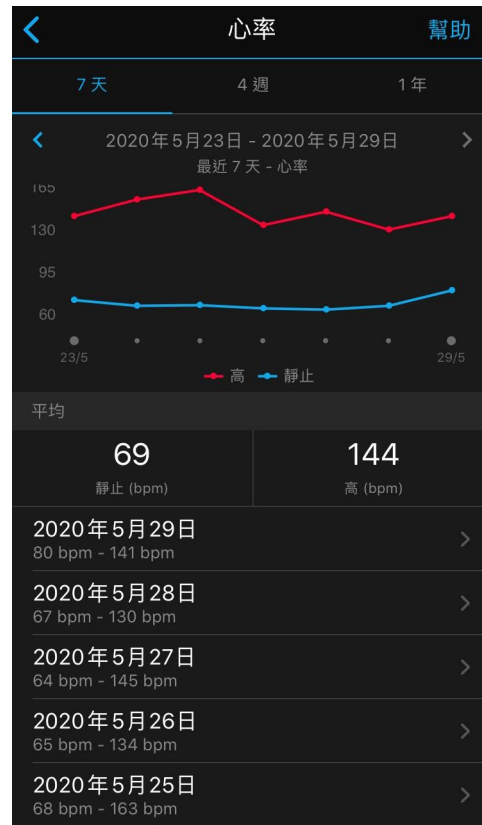 心率
幫助
7 天
4 週
1 年
2020年5月23日 - 2020年5月29日
最近 7 天 - 心率
165
130
95
60
23/5
29/5
高
靜止
平均
69
靜止 (bpm)
144
高 (bpm)
2020年5月29日
80 bpm - 141 bpm
2020年5月28日
67 bpm - 130 bpm
2020年5月27日
64 bpm - 145 bpm
2020年5月26日
65 bpm - 134 bpm
2020年5月25日
68 bpm - 163 bpm